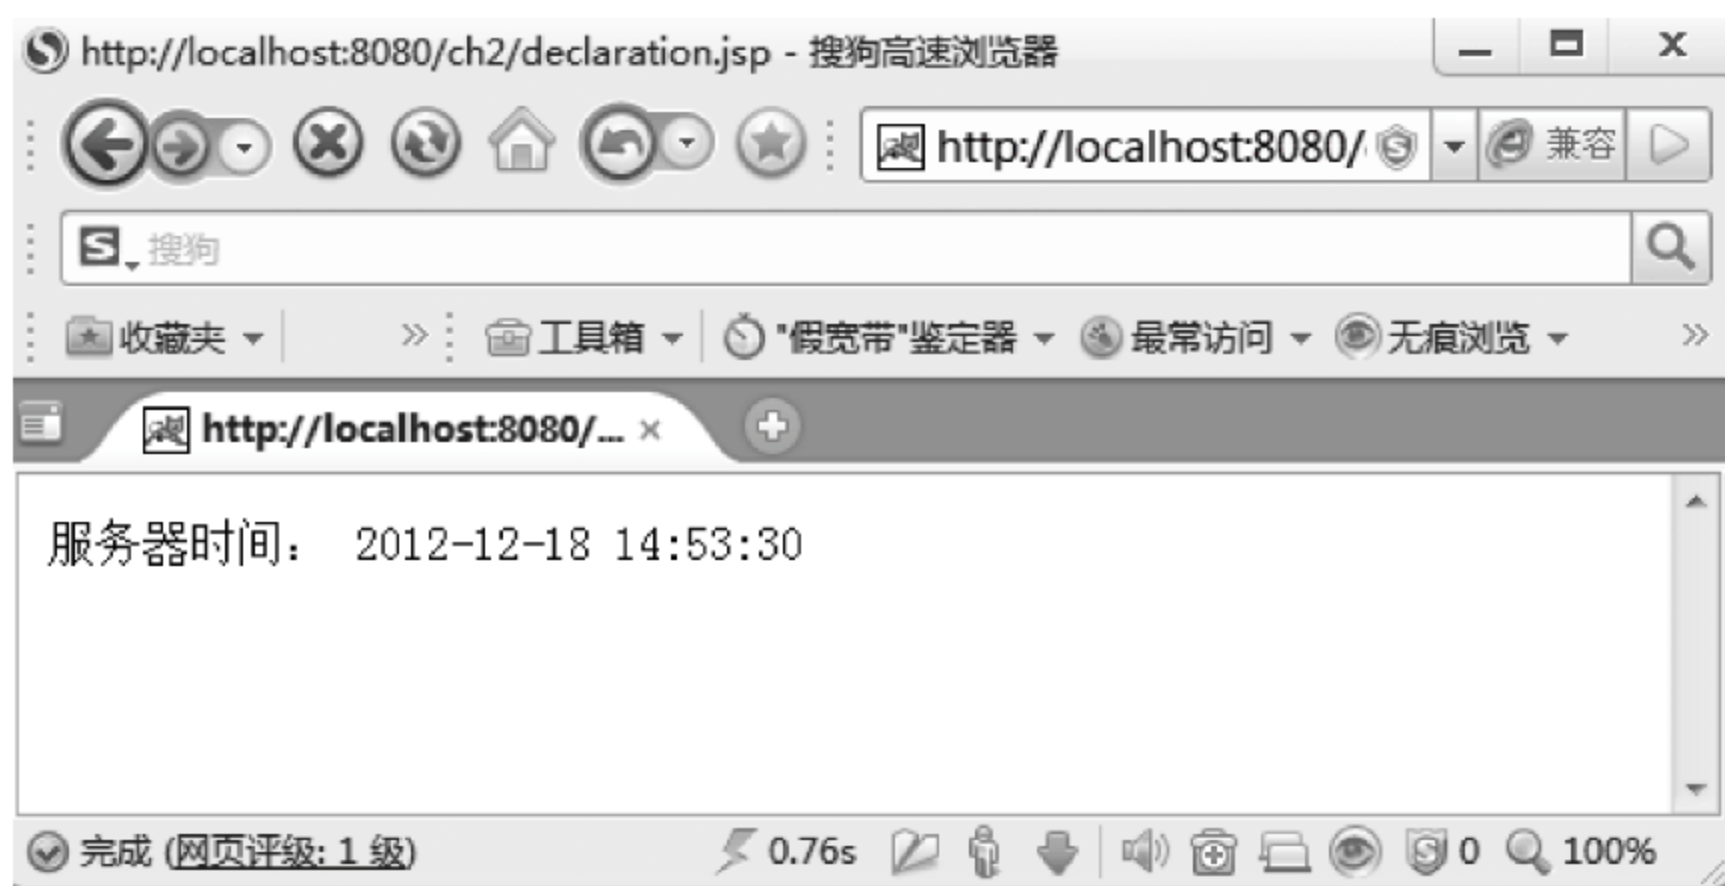 http://localhost:8080/ch2/declaration.jsp - 搜狗高速浏览器
http://localhost:8080/ 兼容
S 搜狗
收藏夹 » 工具箱 "假宽带"鉴定器 最常访问 无痕浏览 »
http://localhost:8080/... ×
服务器时间： 2012-12-18 14:53:30
完成 (网页评级: 1 级) 0.76s 0 100%